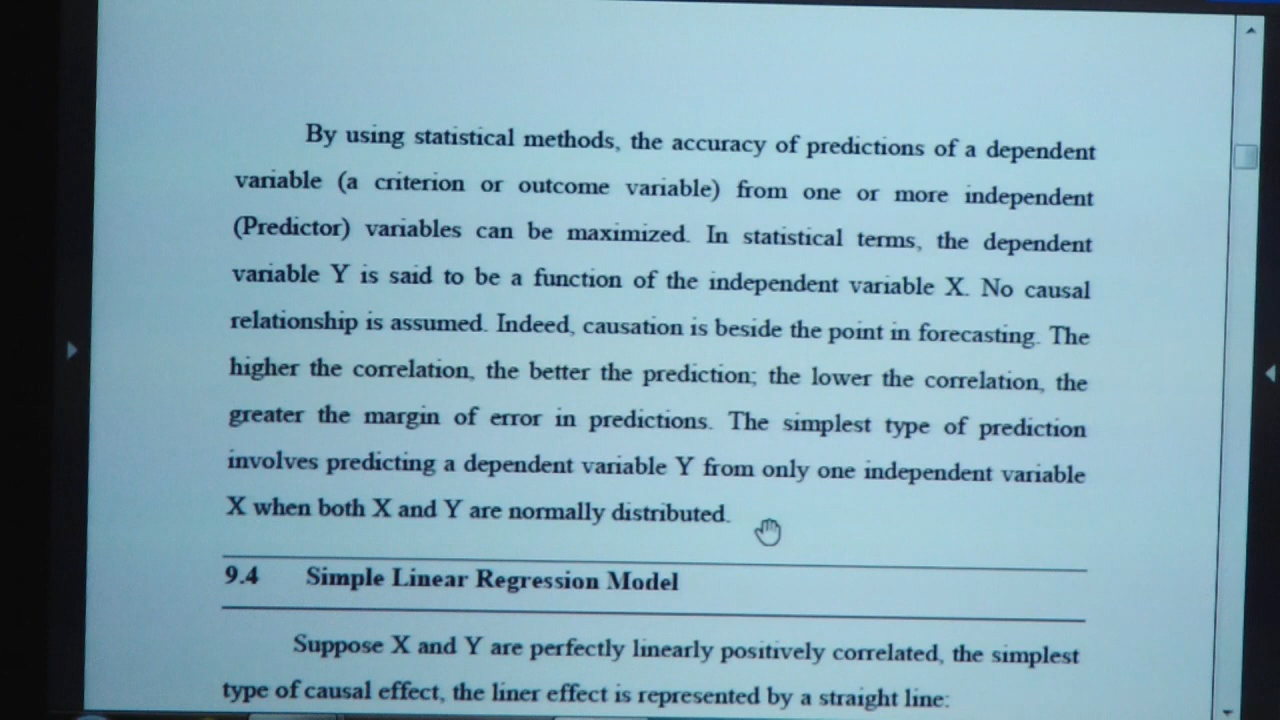 By using statistical methods, the accuracy of predictions of a dependent
variable (a criterion or outcome variable) from one or more independent
(Predictor) variables can be maximized. In statistical terms, the dependent
variable Y is said to be a function of the independent variable X. No causal
relationship is assumed. Indeed, causation is beside the point in forecasting. The
higher the correlation, the better the prediction; the lower the correlation, the
greater the margin of error in predictions. The simplest type of prediction
involves predicting a dependent variable Y from only one independent variable
X when both X and Y are normally distributed.
9.4 Simple Linear Regression Model
Suppose X and Y are perfectly linearly positively correlated, the simplest
type of causal effect, the liner effect is represented by a straight line: